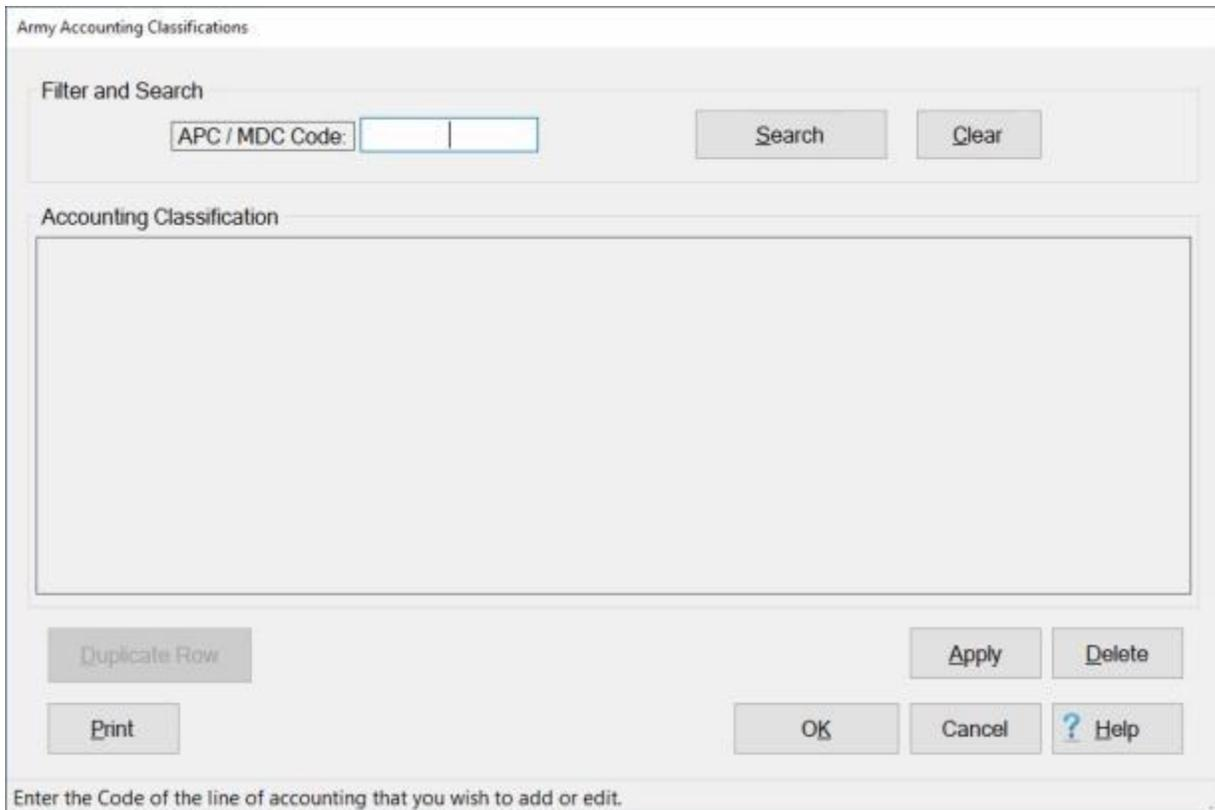 Army Accounting Classifications
Filter and Search
APC / MDC Code:
Search
Clear
Accounting Classification
Duplicate Row
Apply
Delete
Print
OK
Cancel
? Help
Enter the Code of the line of accounting that you wish to add or edit.